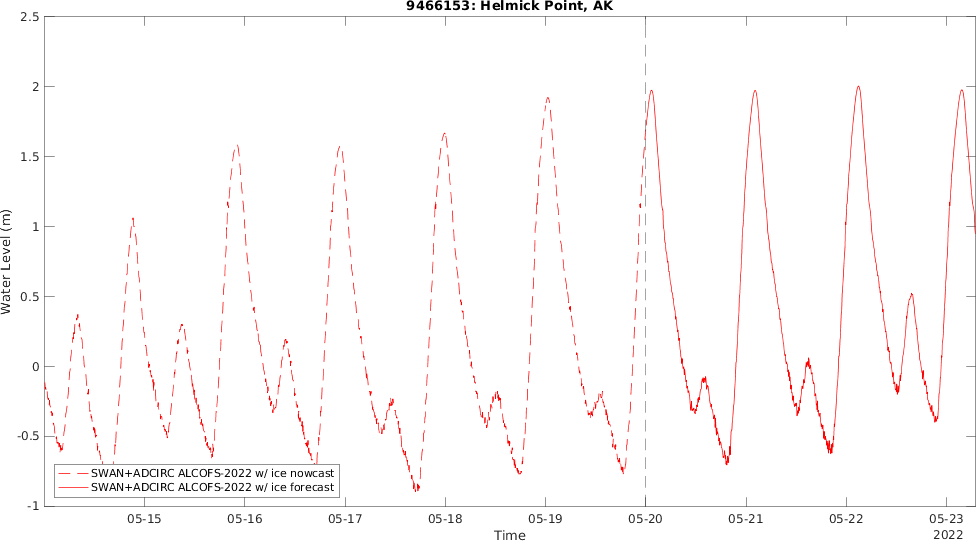 9466153: Helmick Point, AK
2.5
2
1.5
1
0.5
0
-0.5
-1
Water Level (m)
SWAN+ADCIRC ALCOFS-2022 w/ ice nowcast
SWAN+ADCIRC ALCOFS-2022 w/ ice forecast
05-15 05-16 05-17 05-18 05-19 05-20 05-21 05-22 05-23
Time
2022